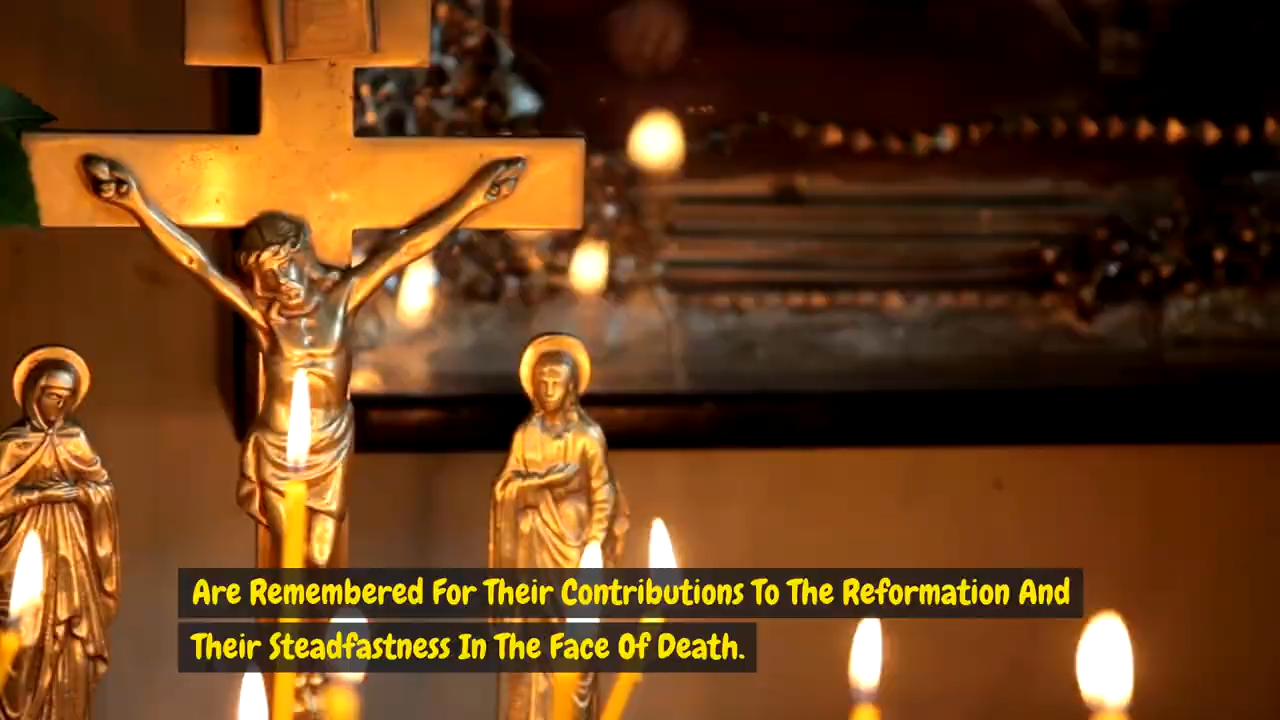 Are Remembered For Their Contributions To The Reformation And
Their Steadfastness In The Face Of Death.